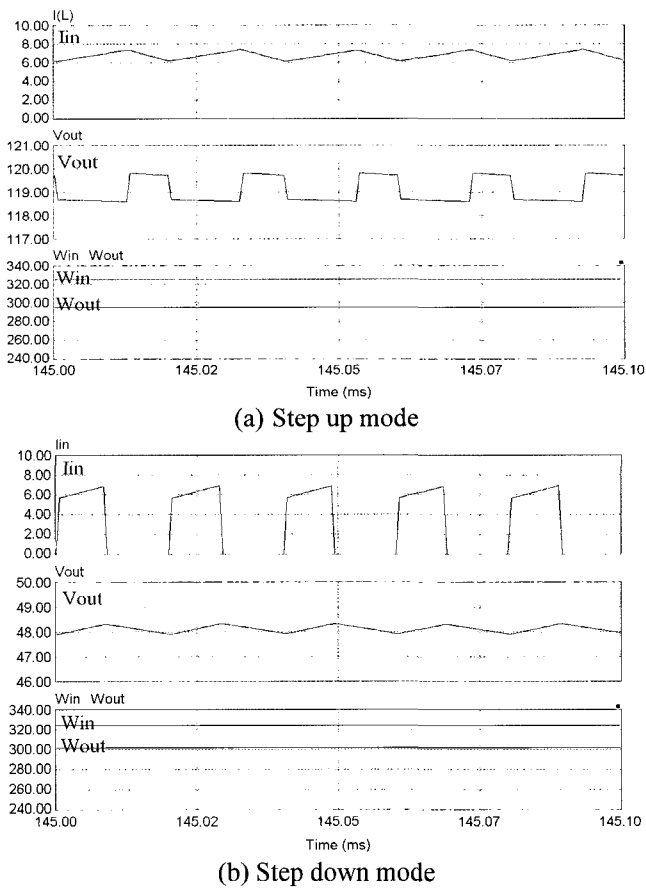 I(L)
10.00
Iin
8.00
6.00
4.00
2.00
0.00
Vout
121.00
Vout
120.00
119.00
118.00
117.00
Win Wout
340.00
Win
320.00
300.00
Wout
280.00
260.00
240.00
145.00 145.02 145.05 145.07 145.10
Time (ms)
(a) Step up mode
Iin
10.00
Iin
8.00
6.00
4.00
2.00
0.00
Vout
50.00
Vout
49.00
48.00
47.00
46.00
Win Wout
340.00
Win
320.00
Wout
300.00
280.00
260.00
240.00
145.00 145.02 145.05 145.07 145.10
Time (ms)
(b) Step down mode